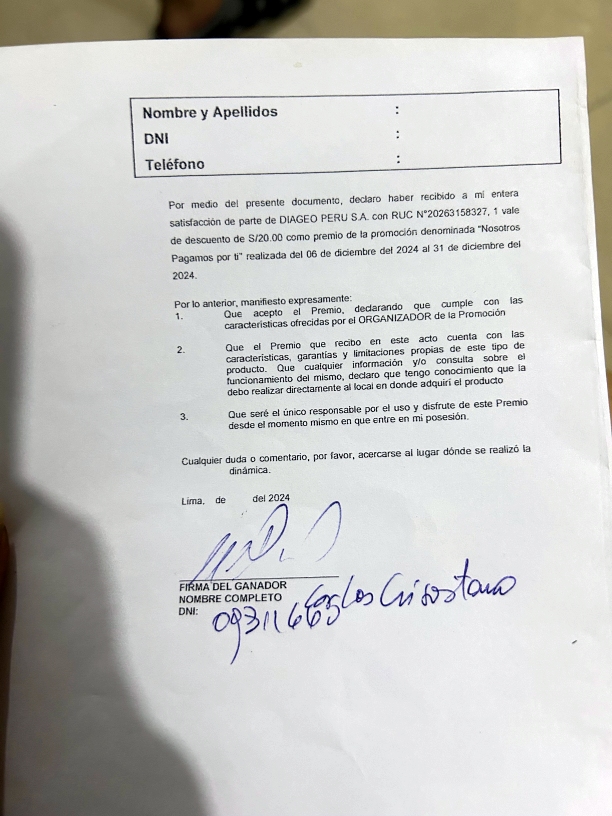 Nombre y Apellidos :
DNI :
Teléfono :
Por medio del presente documento, declaro haber recibido a mi entera
satisfacción de parte de DIAGEO PERU S.A. con RUC N°20263158327, 1 vale
de descuento de S/20.00 como premio de la promoción denominada "Nosotros
Pagamos por ti" realizada del 06 de diciembre del 2024 al 31 de diciembre del
2024.
Por lo anterior, manifiesto expresamente:
1. Que acepto el Premio, declarando que cumple con las
características ofrecidas por el ORGANIZADOR de la Promoción
2. Que el Premio que recibo en este acto cuenta con las
características, garantías y limitaciones propias de este tipo de
producto. Que cualquier información y/o consulta sobre el
funcionamiento del mismo, declaro que tengo conocimiento que la
debo realizar directamente al local en donde adquirí el producto
3. Que seré el único responsable por el uso y disfrute de este Premio
desde el momento mismo en que entre en mi posesión.
Cualquier duda o comentario, por favor, acercarse al lugar dónde se realizó la
dinámica.
Lima, de del 2024
FIRMA DEL GANADOR
NOMBRE COMPLETO Carlos Crisostomo
DNI: